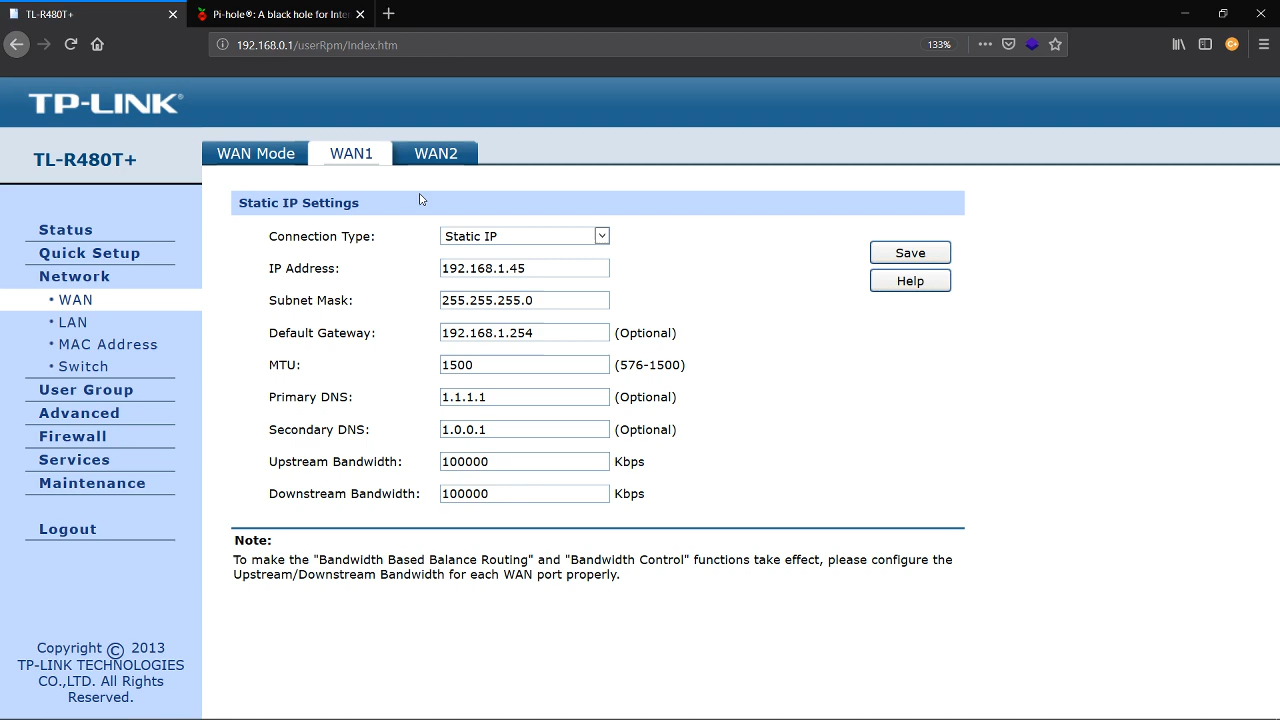 TL-R480T+
Pi-hole®: A black hole for Inter
192.168.0.1/userRpm/Index.htm
133%
TP-LINK®
TL-R480T+
WAN Mode
WAN1
WAN2
Status
Quick Setup
Network
• WAN
• LAN
• MAC Address
• Switch
User Group
Advanced
Firewall
Services
Maintenance
Logout
Copyright © 2013
TP-LINK TECHNOLOGIES
CO.,LTD. All Rights
Reserved.
Static IP Settings
Connection Type: Static IP
IP Address: 192.168.1.45
Subnet Mask: 255.255.255.0
Default Gateway: 192.168.1.254 (Optional)
MTU: 1500 (576-1500)
Primary DNS: 1.1.1.1 (Optional)
Secondary DNS: 1.0.0.1 (Optional)
Upstream Bandwidth: 100000 Kbps
Downstream Bandwidth: 100000 Kbps
Save
Help
Note:
To make the "Bandwidth Based Balance Routing" and "Bandwidth Control" functions take effect, please configure the
Upstream/Downstream Bandwidth for each WAN port properly.